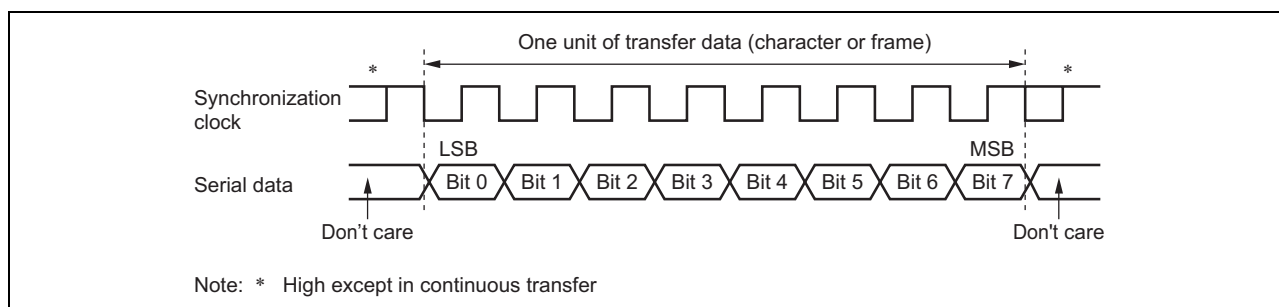 One unit of transfer data (character or frame)
* *
Synchronization
clock
LSB MSB
Serial data Bit 0 Bit 1 Bit 2 Bit 3 Bit 4 Bit 5 Bit 6 Bit 7
Don’t care Don't care
Note: * High except in continuous transfer